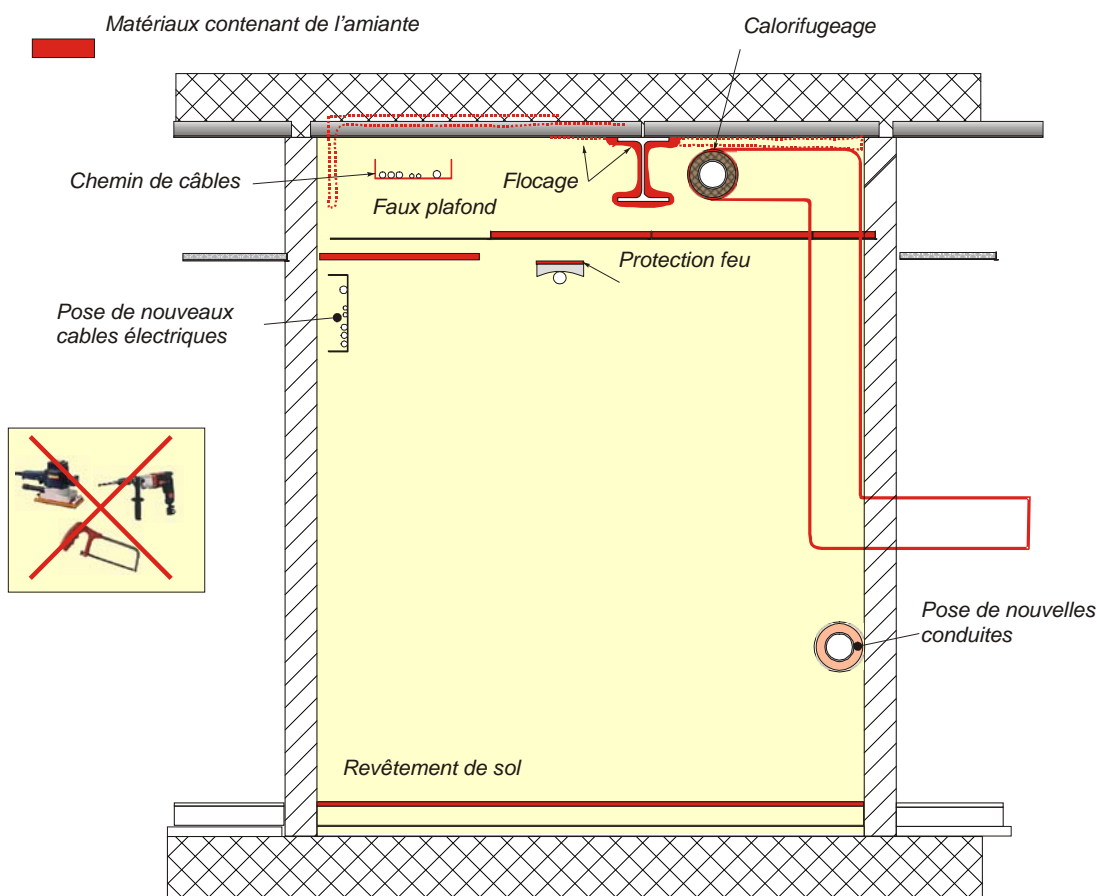 Matériaux contenant de l'amiante
Calorifugeage
Chemin de câbles
Flocage
Faux plafond
Protection feu
Pose de nouveaux
cables électriques
Pose de nouvelles
conduites
Revêtement de sol